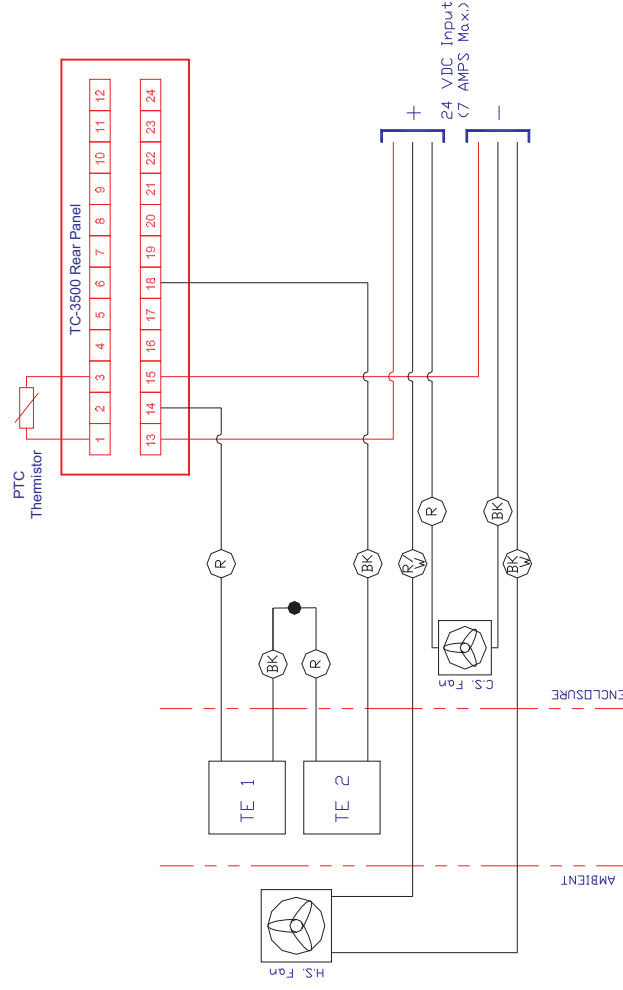 PTC
Thermistor
TC-3500 Rear Panel
1 2 3 4 5 6 7 8 9 10 11 12
13 14 15 16 17 18 19 20 21 22 23 24
24 VDC Input
(7 AMPS Max.)
+
-
R
BK
R
BK
R/W
R
BK
BK/W
TE 1
TE 2
C.S. Fan
H.S. Fan
ENCLOSURE
AMBIENT